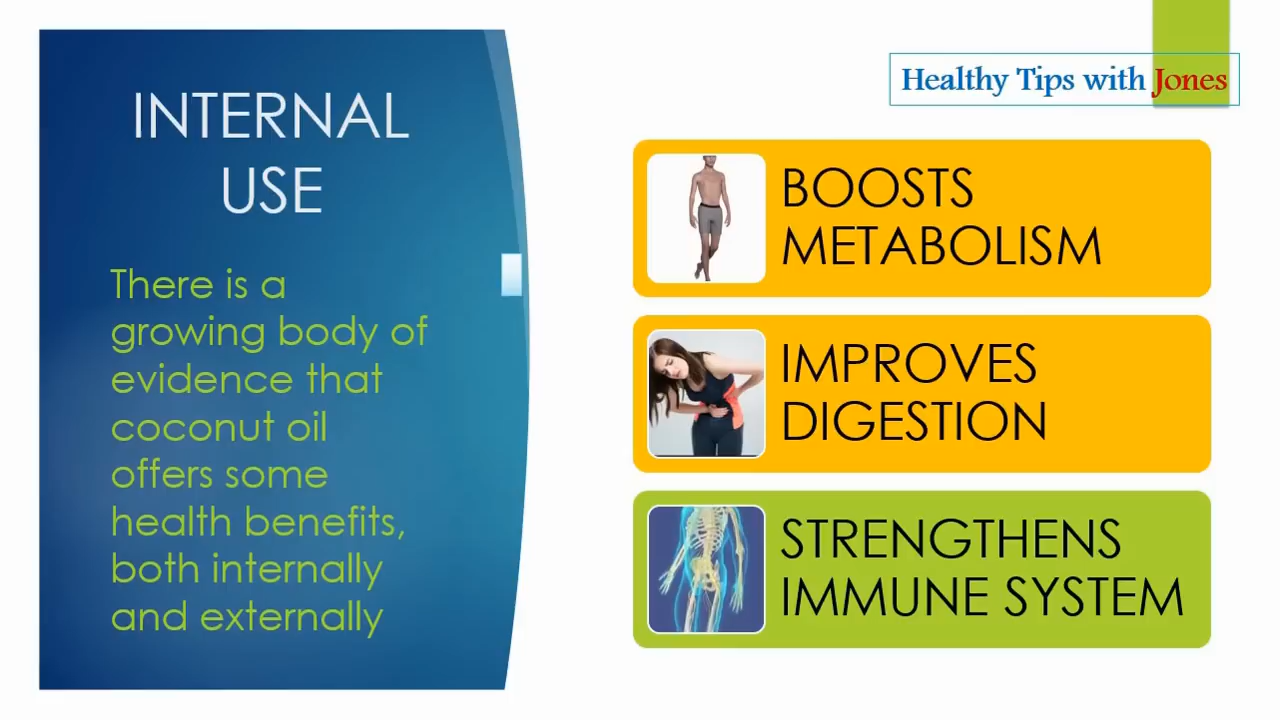 INTERNAL
USE
There is a
growing body of
evidence that
coconut oil
offers some
health benefits,
both internally
and externally
Healthy Tips with Jones
BOOSTS
METABOLISM
IMPROVES
DIGESTION
STRENGTHENS
IMMUNE SYSTEM